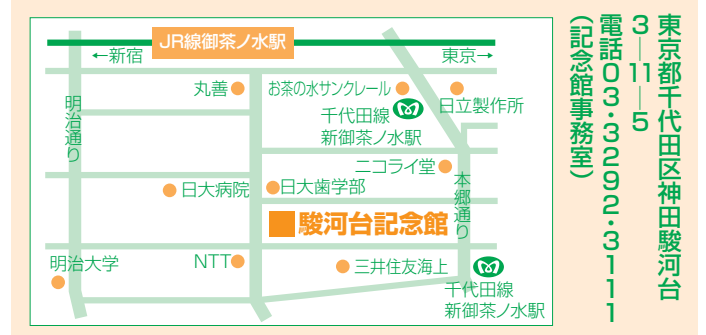 JR線御茶ノ水駅
←新宿
東京→
丸善
お茶の水サンクレール
日立製作所
千代田線
新御茶ノ水駅
明治通り
ニコライ堂
本郷通り
日大病院
日大歯学部
駿河台記念館
明治大学
NTT
三井住友海上
千代田線
新御茶ノ水駅
東京都千代田区神田駿河台
3―11―5
電話03・3292・3111
(記念館事務室)